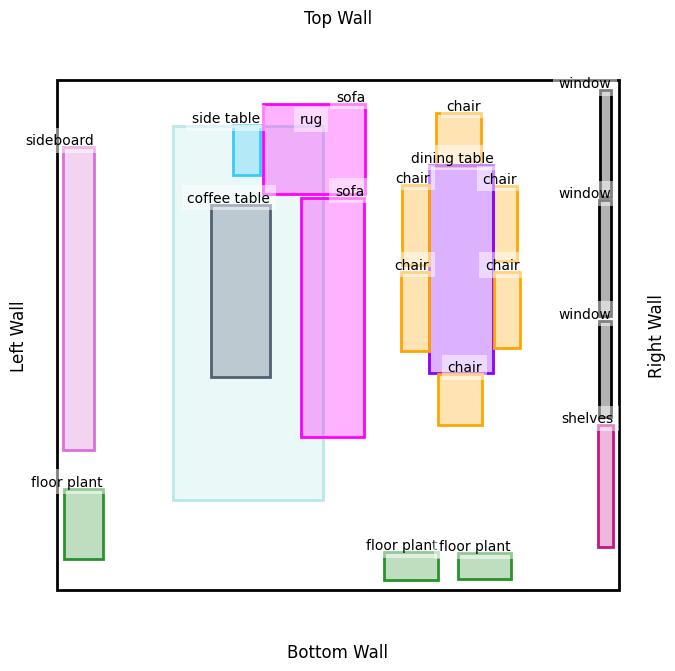 Top Wall
window
sofa
chair
side table
rug
sideboard
dining table
chair
chair
window
sofa
coffee table
chair
chair
window
Left Wall
Right Wall
chair
shelves
floor plant
floor plant
floor plant
Bottom Wall